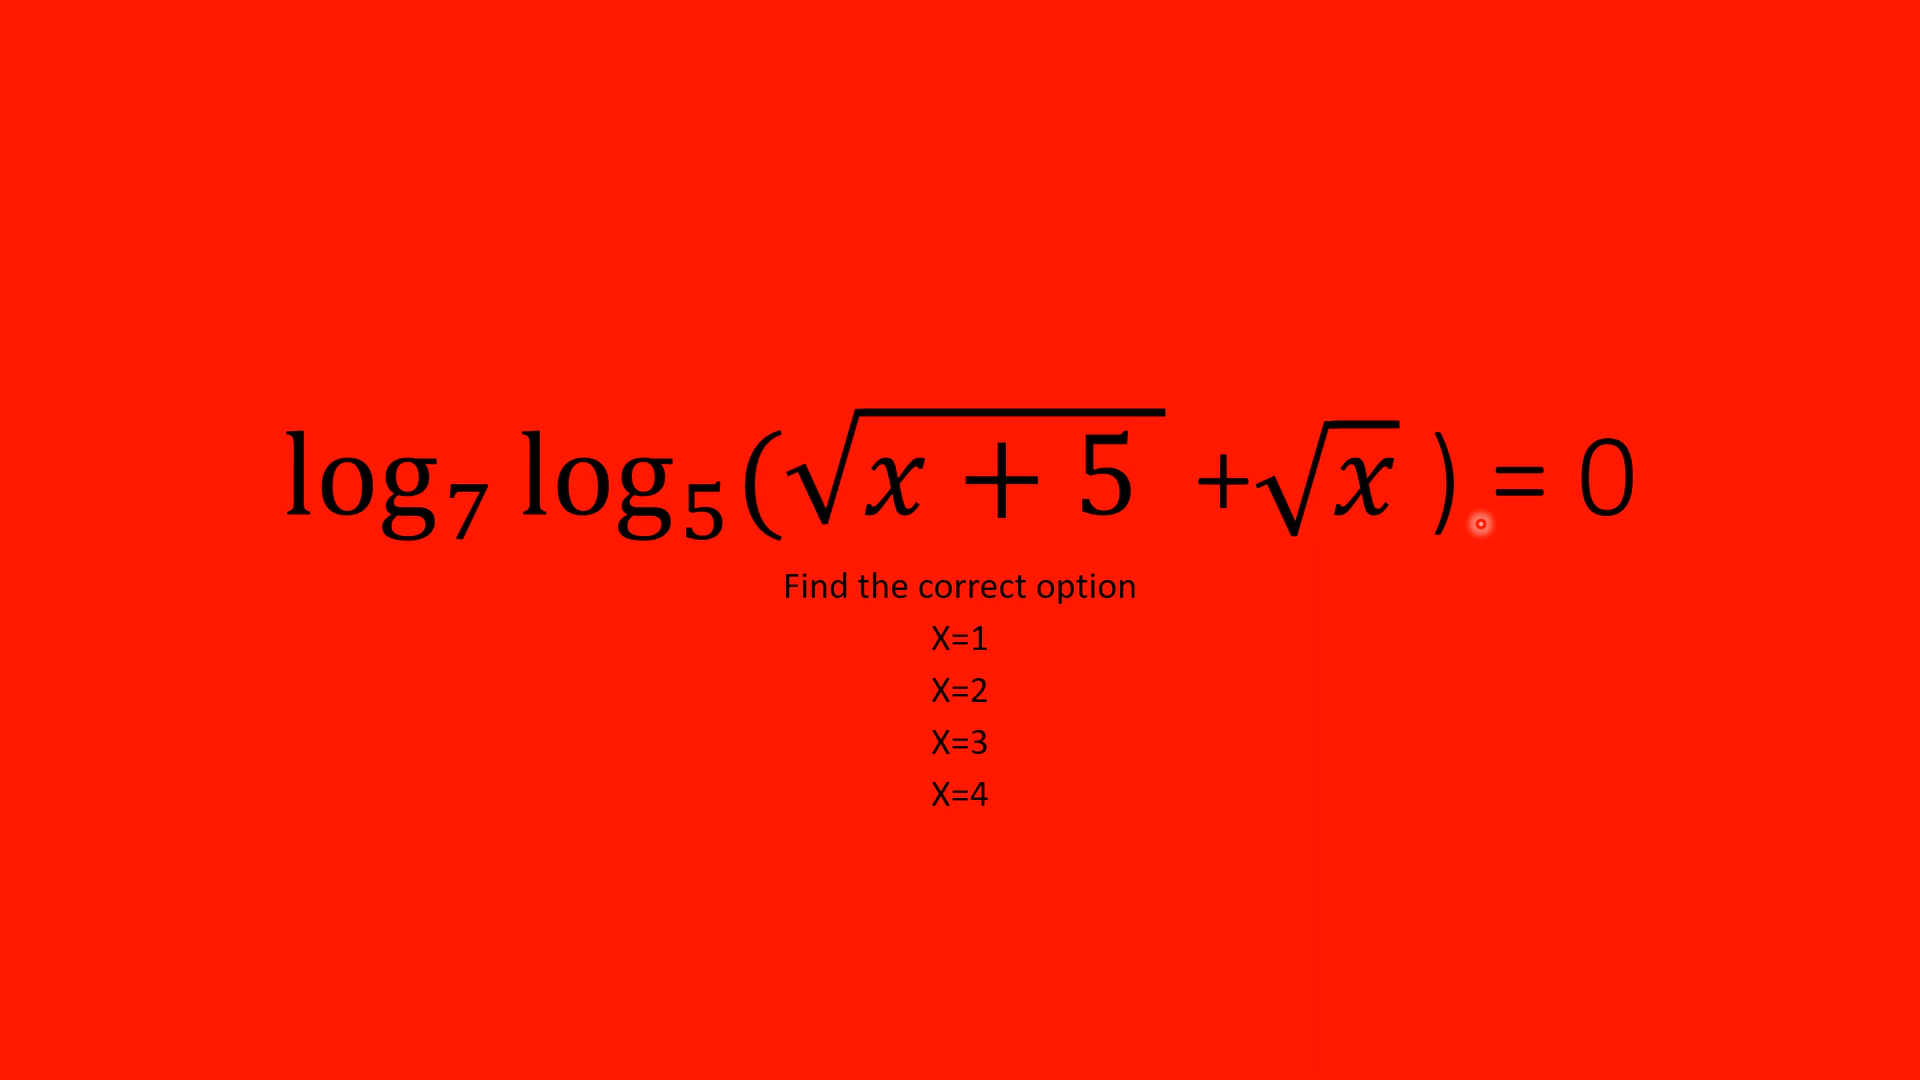 log₇ log₅(√x + 5 +√x ) = 0
Find the correct option
X=1
X=2
X=3
X=4